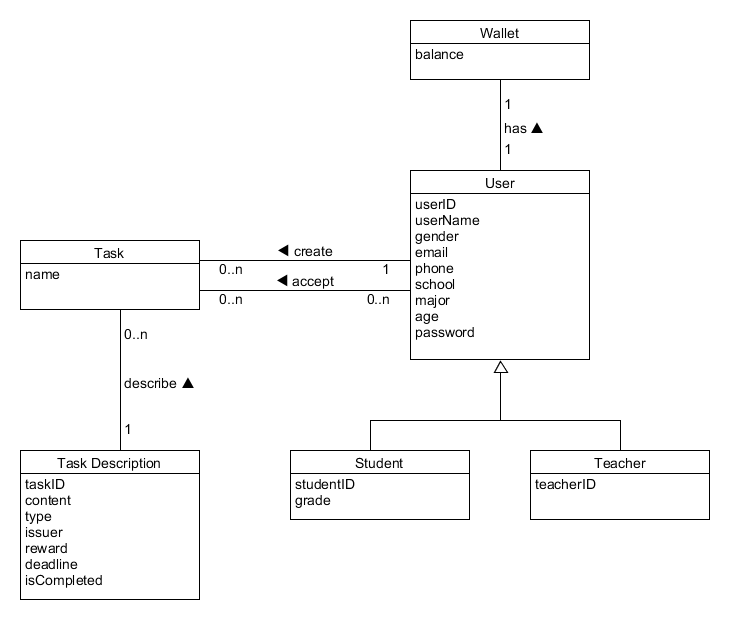 Wallet
balance
1
has ▲
1
User
userID
userName
gender
email
phone
school
major
age
password
◄ create
0..n
1
◄ accept
0..n
0..n
Task
name
0..n
describe ▲
1
Task Description
taskID
content
type
issuer
reward
deadline
isCompleted
Student
studentID
grade
Teacher
teacherID